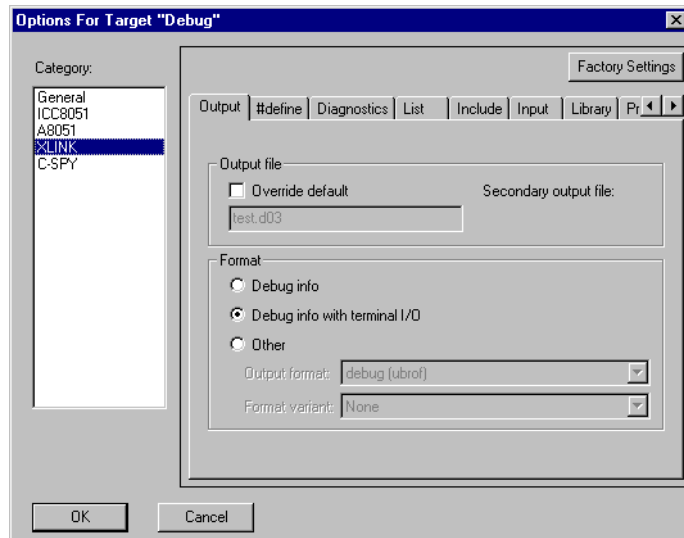 Options For Target "Debug"
Category:
General
ICC8051
A8051
XLINK
C-SPY
Factory Settings
Output
#define
Diagnostics
List
Include
Input
Library
Pr
Output file
Override default
Secondary output file:
test.d03
Format
Debug info
Debug info with terminal I/O
Other
Output format: debug (ubrof)
Format variant: None
OK
Cancel